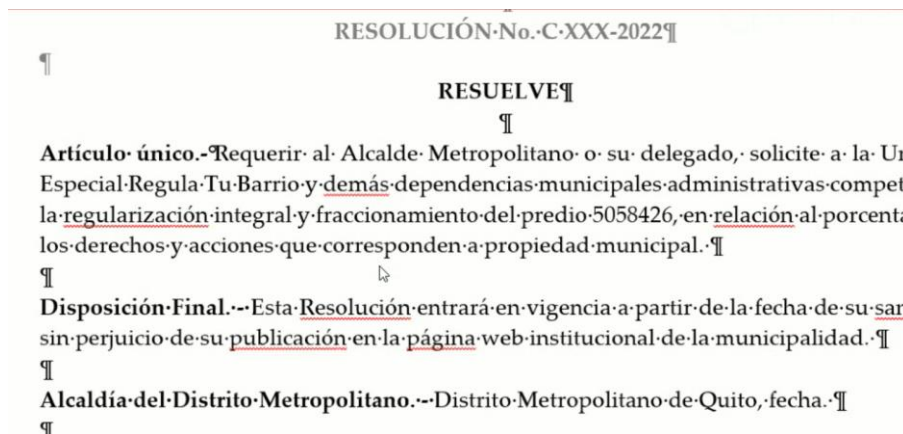 RESOLUCIÓN No. C XXX-2022¶
¶
RESUELVE¶
¶
Artículo único.- Requerir al Alcalde Metropolitano o su delegado, solicite a la
Especial Regula Tu Barrio y demás dependencias municipales administrativas
la regularización integral y fraccionamiento del predio 5058426, en relación al
los derechos y acciones que corresponden a propiedad municipal. ¶
¶
Disposición Final. - Esta Resolución entrará en vigencia a partir de la fecha de su
sin perjuicio de su publicación en la página web institucional de la municipalidad. ¶
¶
Alcaldía del Distrito Metropolitano. - Distrito Metropolitano de Quito, fecha. ¶
¶